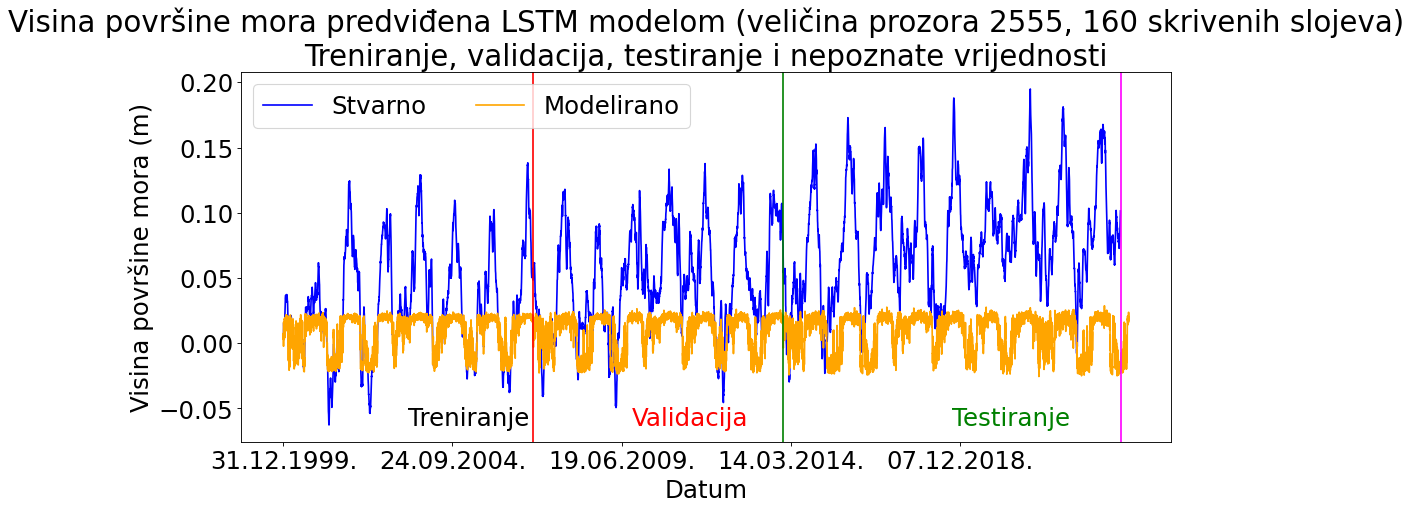 Visina površine mora predviđena LSTM modelom (veličina prozora 2555, 160 skrivenih slojeva)
Treniranje, validacija, testiranje i nepoznate vrijednosti
Stvarno Modelirano
Visina površine mora (m)
0.20
0.15
0.10
0.05
0.00
−0.05
Treniranje Validacija Testiranje
31.12.1999. 24.09.2004. 19.06.2009. 14.03.2014. 07.12.2018.
Datum